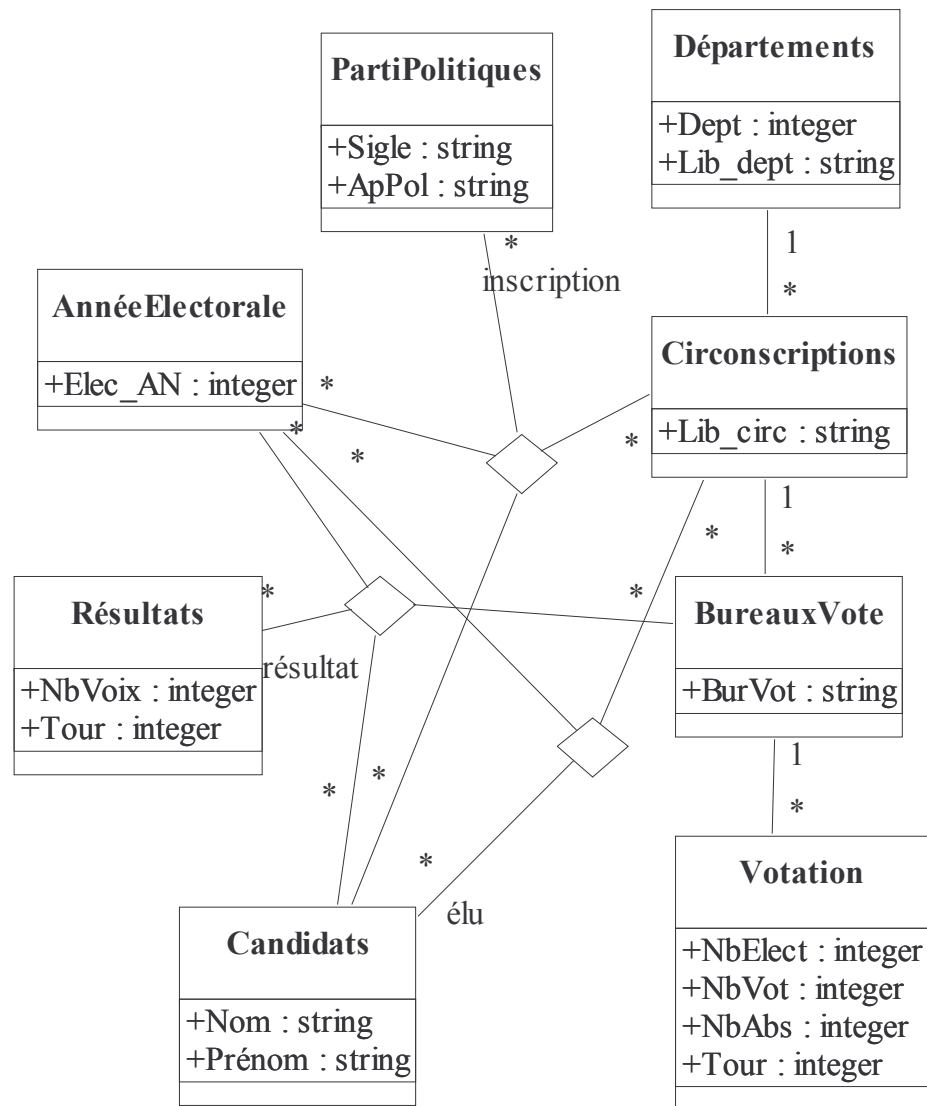 PartiPolitiques
+Sigle : string
+ApPol : string
Départements
+Dept : integer
+Lib_dept : string
*
inscription
1
*
AnnéeElectorale
+Elec_AN : integer
*
*
*
Circonscriptions
+Lib_circ : string
*
1
*
*
Résultats
+NbVoix : integer
+Tour : integer
*
résultat
*
BureauxVote
+BurVot : string
1
*
*
*
*
élu
Candidats
+Nom : string
+Prénom : string
Votation
+NbElect : integer
+NbVot : integer
+NbAbs : integer
+Tour : integer